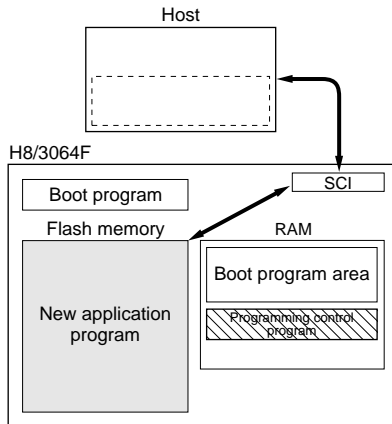 Host
H8/3064F
SCI
Boot program
Flash memory
RAM
Boot program area
New application
program
Programming control
program